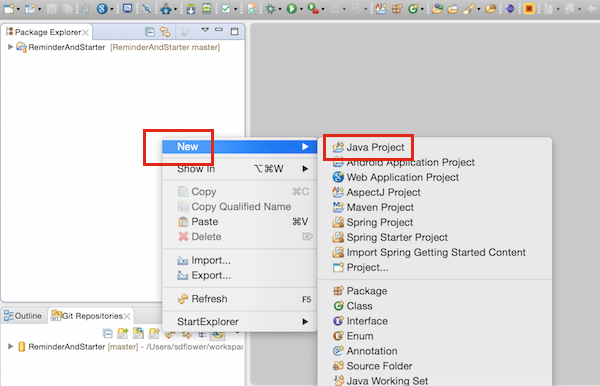 Package Explorer
ReminderAndStarter [ReminderAndStarter master]
New
Show In ⌥⌘W
Copy ⌘C
Copy Qualified Name
Paste ⌘V
Delete ⌦
Import...
Export...
Refresh F5
StartExplorer
Java Project
Android Application Project
Web Application Project
AspectJ Project
Maven Project
Spring Project
Spring Starter Project
Import Spring Getting Started Content
Project...
Package
Class
Interface
Enum
Annotation
Source Folder
Java Working Set
Outline
Git Repositories
ReminderAndStarter [master] - /Users/sdflower/workspa